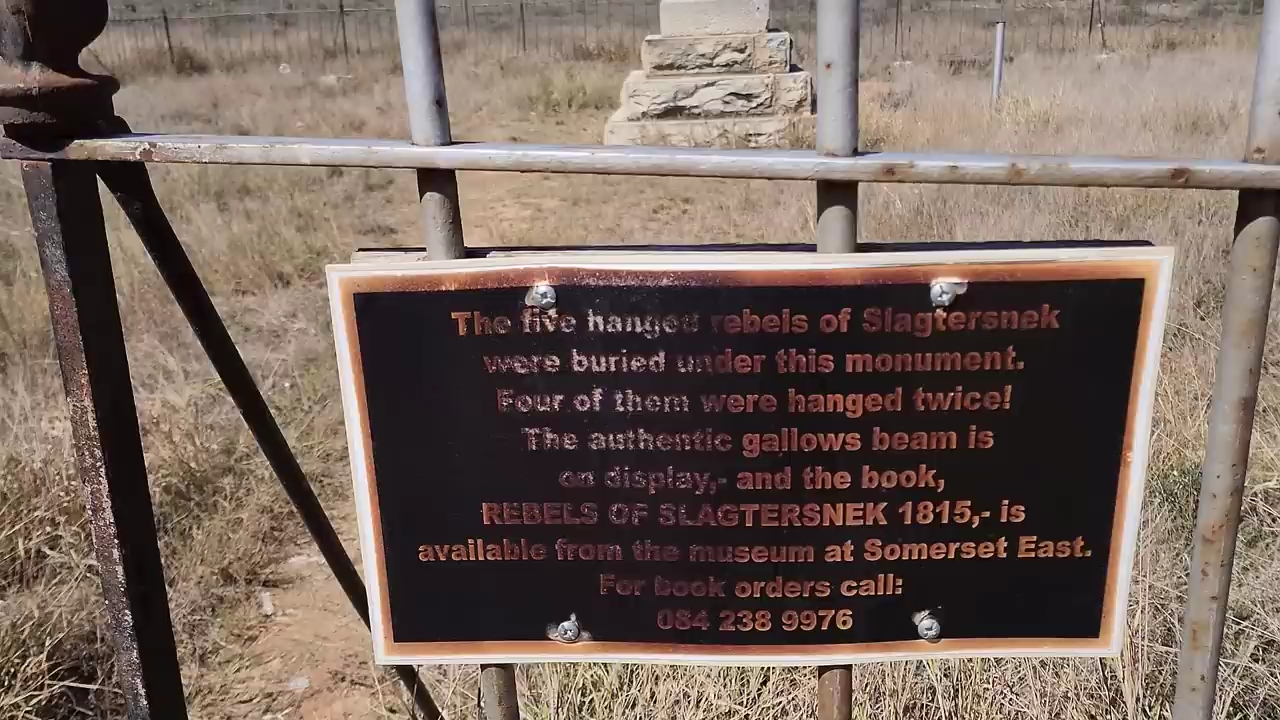 The five hanged rebels of Slagtersnek
were buried under this monument.
Four of them were hanged twice!
The authentic gallows beam is
on display,- and the book,
REBELS OF SLAGTERSNEK 1815,- is
available from the museum at Somerset East.
For book orders call:
084 238 9976